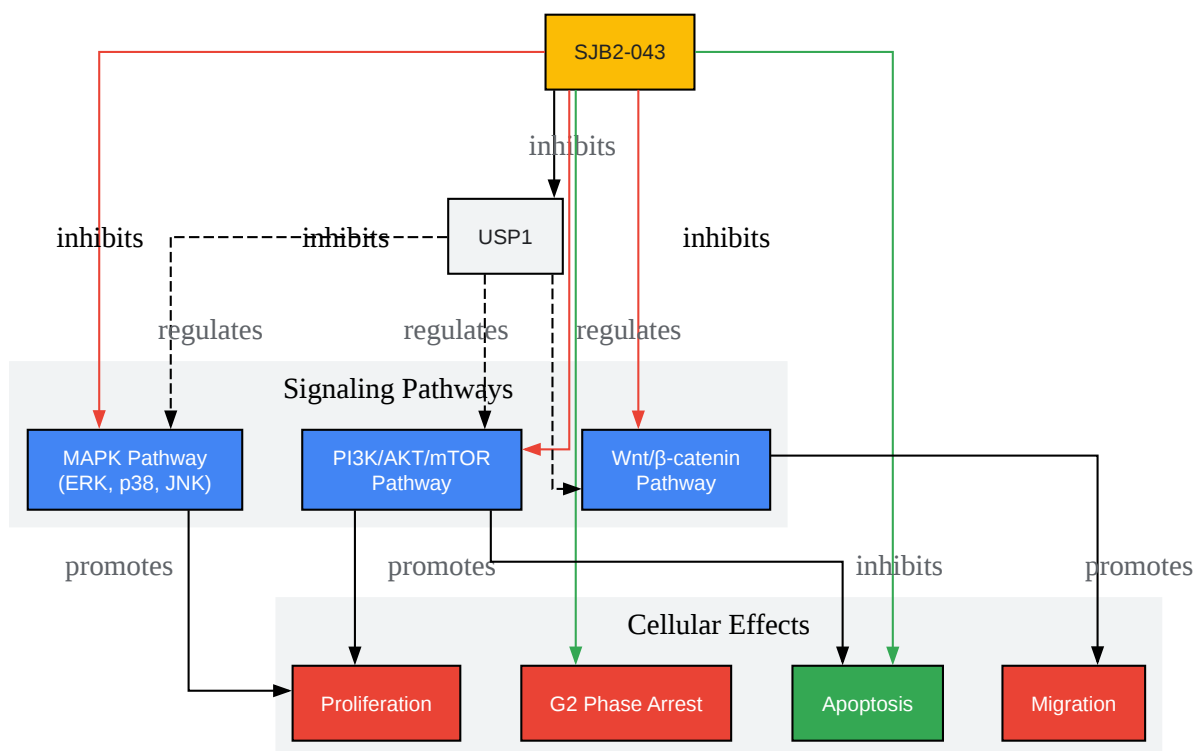 SJB2-043
inhibits
USP1
inhibits
inhibits
inhibits
regulates
regulates
regulates
Signaling Pathways
MAPK Pathway
(ERK, p38, JNK)
PI3K/AKT/mTOR
Pathway
Wnt/β-catenin
Pathway
promotes
promotes
inhibits
promotes
Cellular Effects
Proliferation
G2 Phase Arrest
Apoptosis
Migration